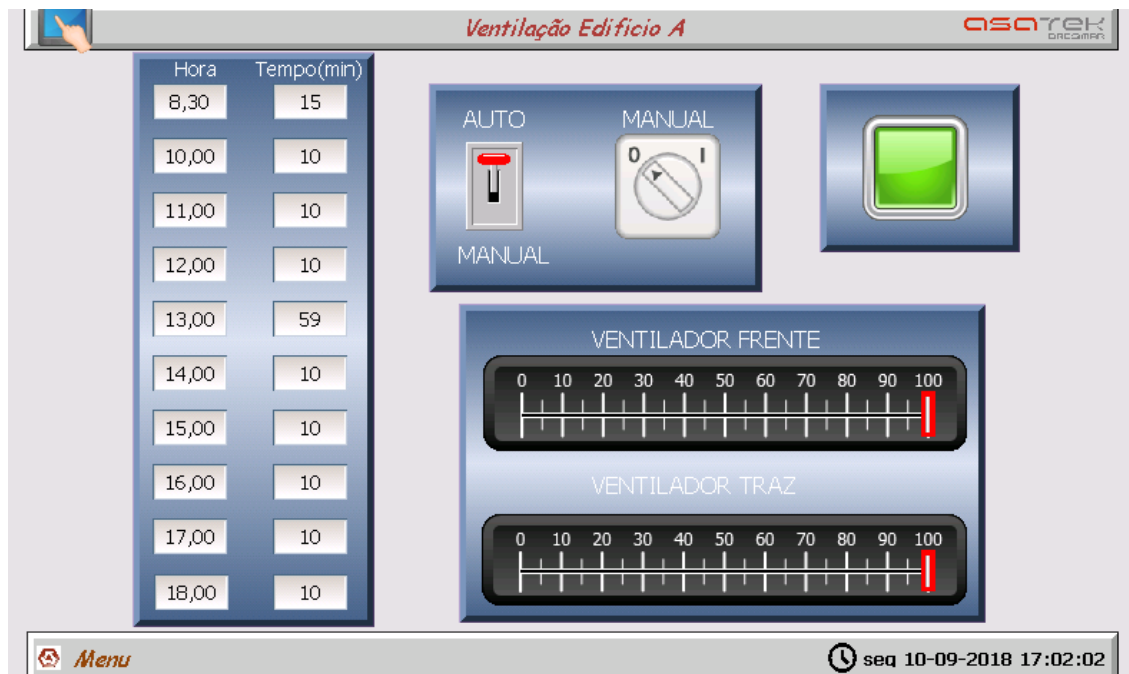 Ventilação Edificio A
asaTEK
Hora Tempo(min)
8,30 15
10,00 10
11,00 10
12,00 10
13,00 59
14,00 10
15,00 10
16,00 10
17,00 10
18,00 10
AUTO MANUAL
0 I
MANUAL
VENTILADOR FRENTE
0 10 20 30 40 50 60 70 80 90 100
VENTILADOR TRAZ
0 10 20 30 40 50 60 70 80 90 100
Menu
seg 10-09-2018 17:02:02